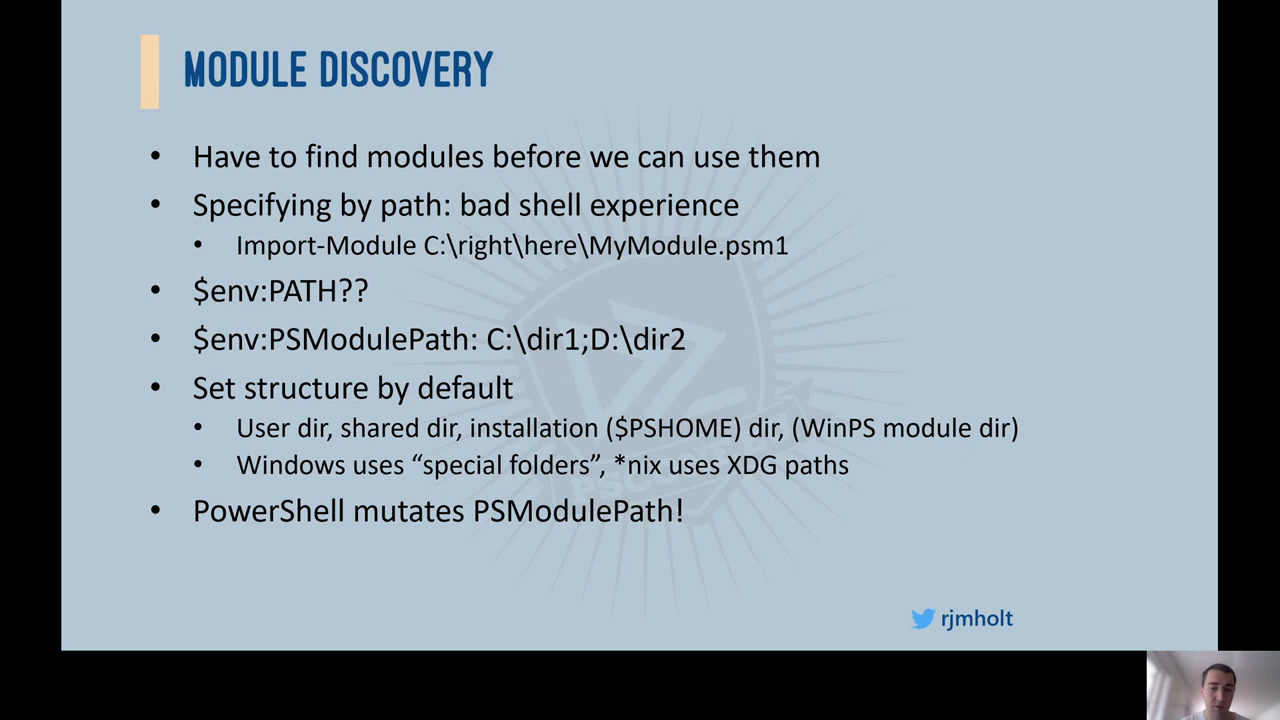 MODULE DISCOVERY
• Have to find modules before we can use them
• Specifying by path: bad shell experience
• Import-Module C:\right\here\MyModule.psm1
• $env:PATH??
• $env:PSModulePath: C:\dir1;D:\dir2
• Set structure by default
• User dir, shared dir, installation ($PSHOME) dir, (WinPS module dir)
• Windows uses “special folders”, *nix uses XDG paths
• PowerShell mutates PSModulePath!
rjmholt